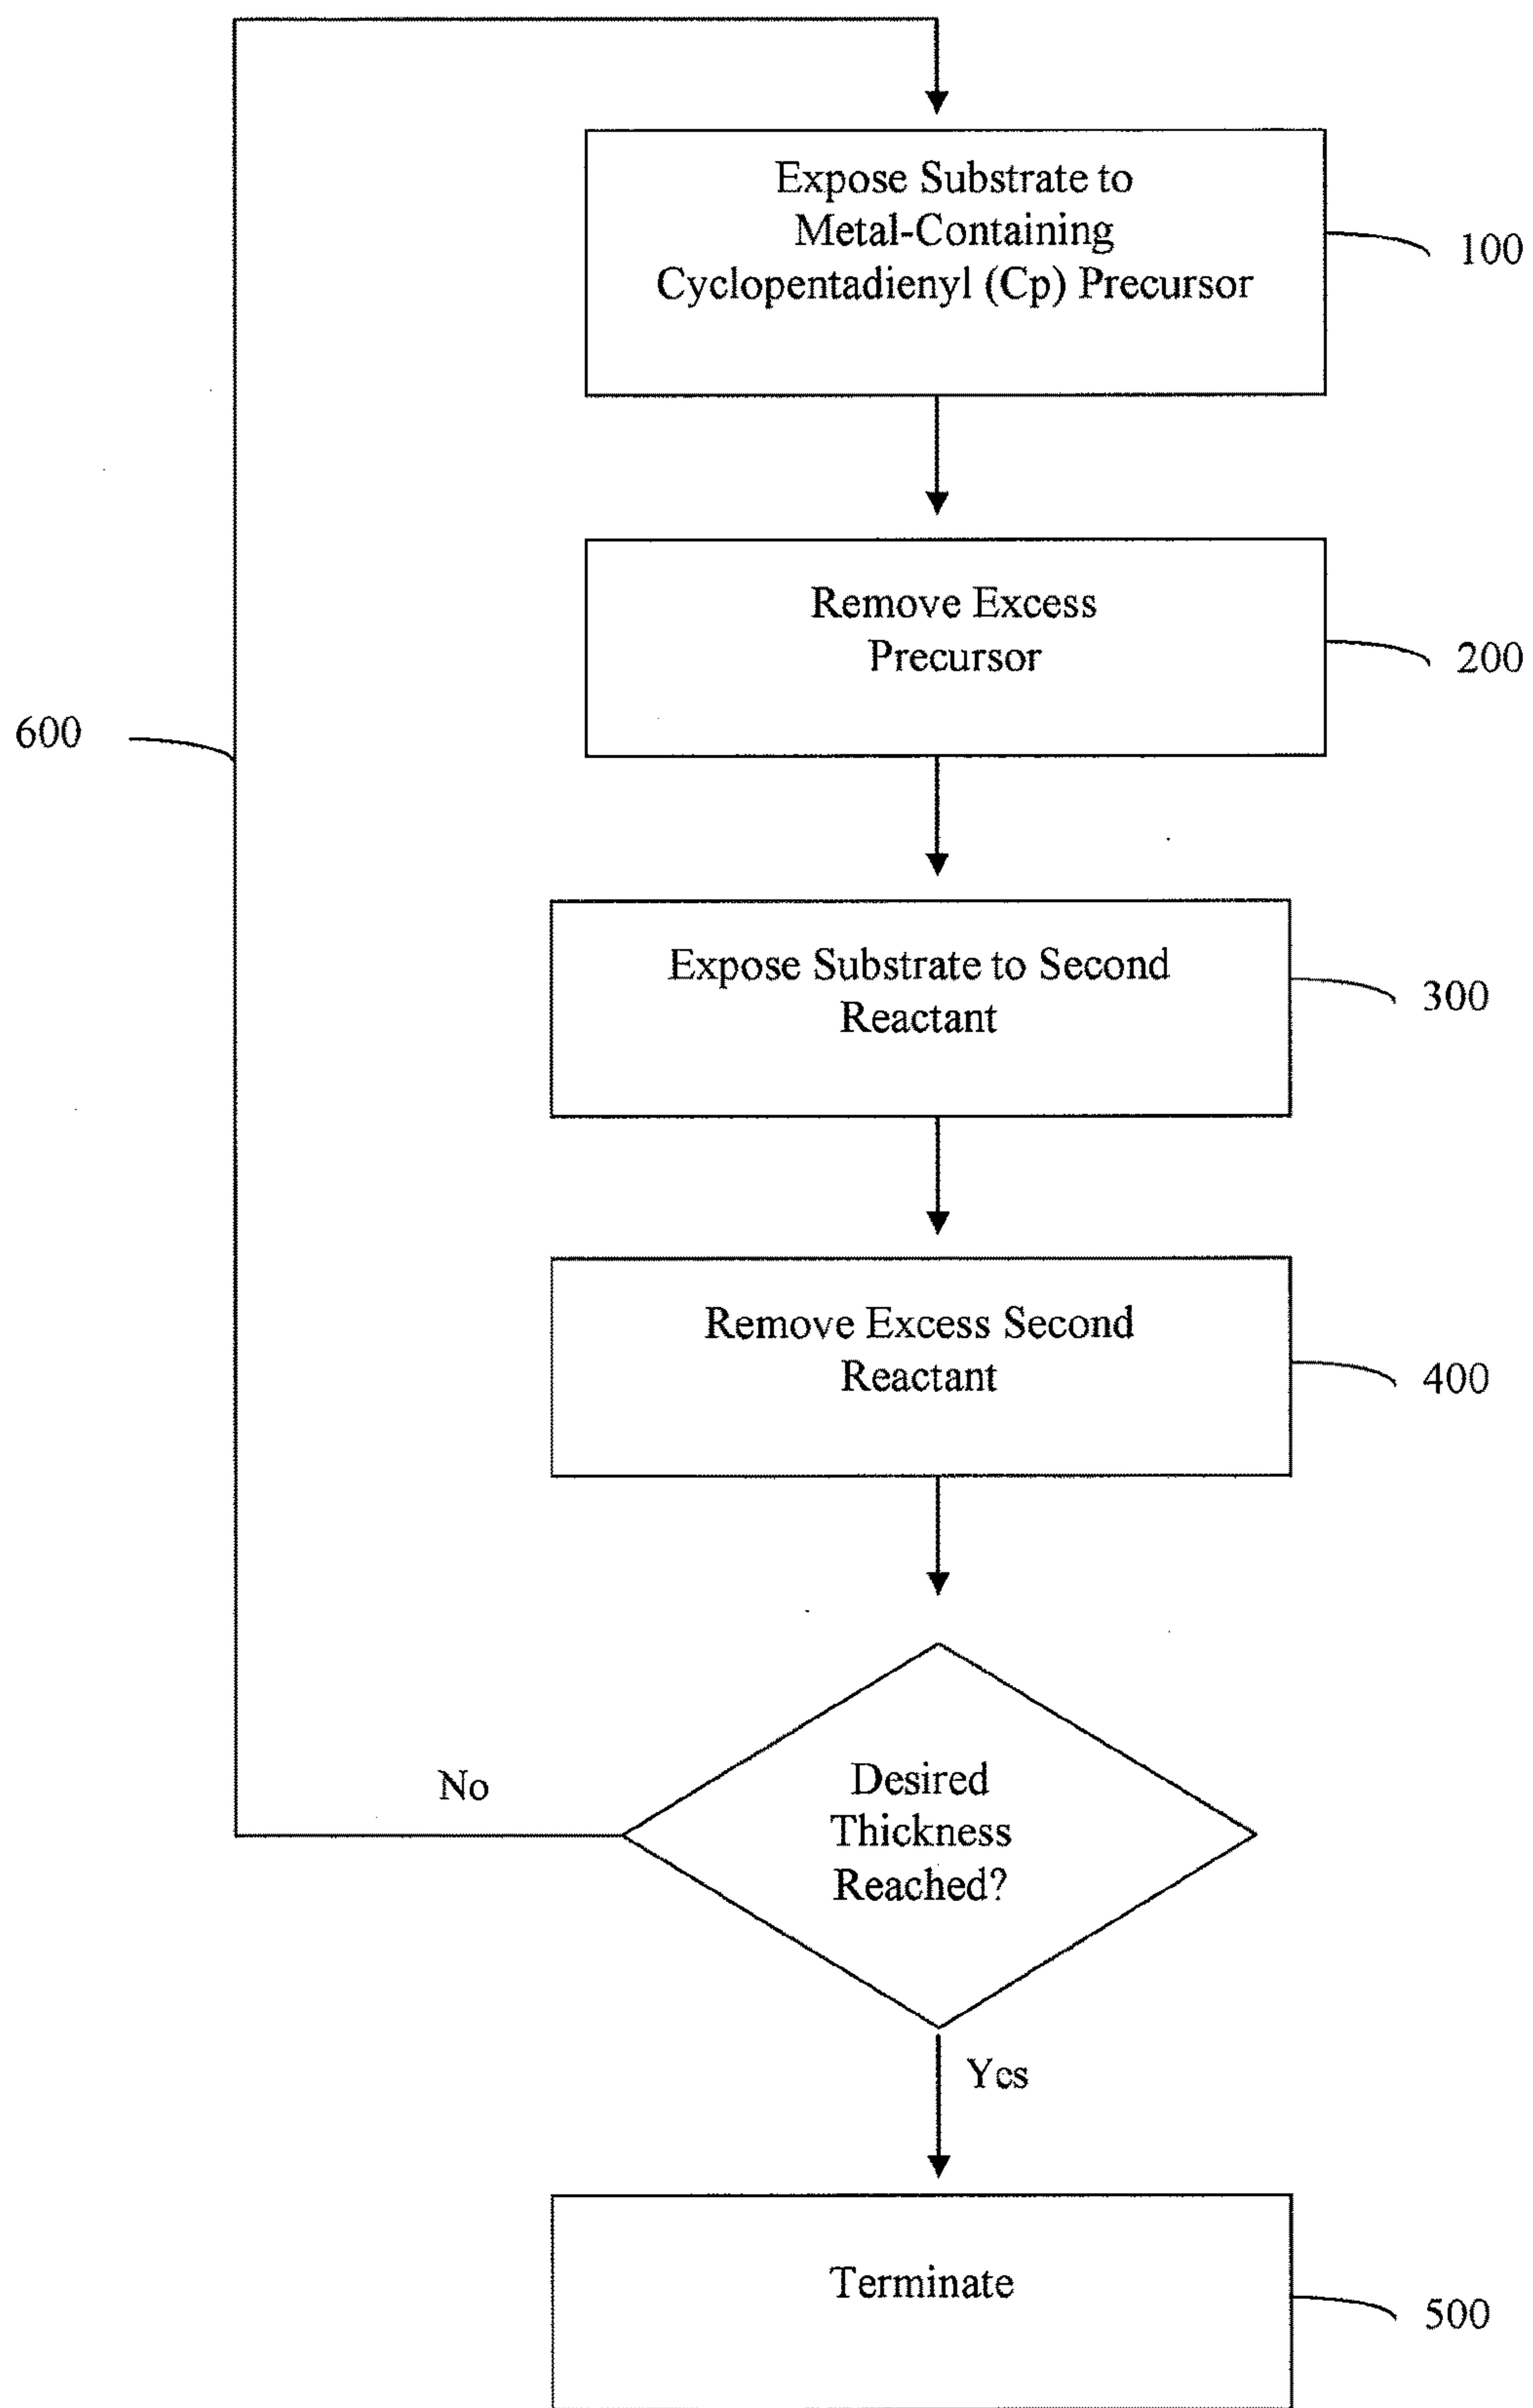 Expose Substrate to
Metal-Containing
Cyclopentadienyl (Cp) Precursor
100
Remove Excess
Precursor
200
600
Expose Substrate to Second
Reactant
300
Remove Excess Second
Reactant
400
Desired
Thickness
Reached?
No
Yes
Terminate
500